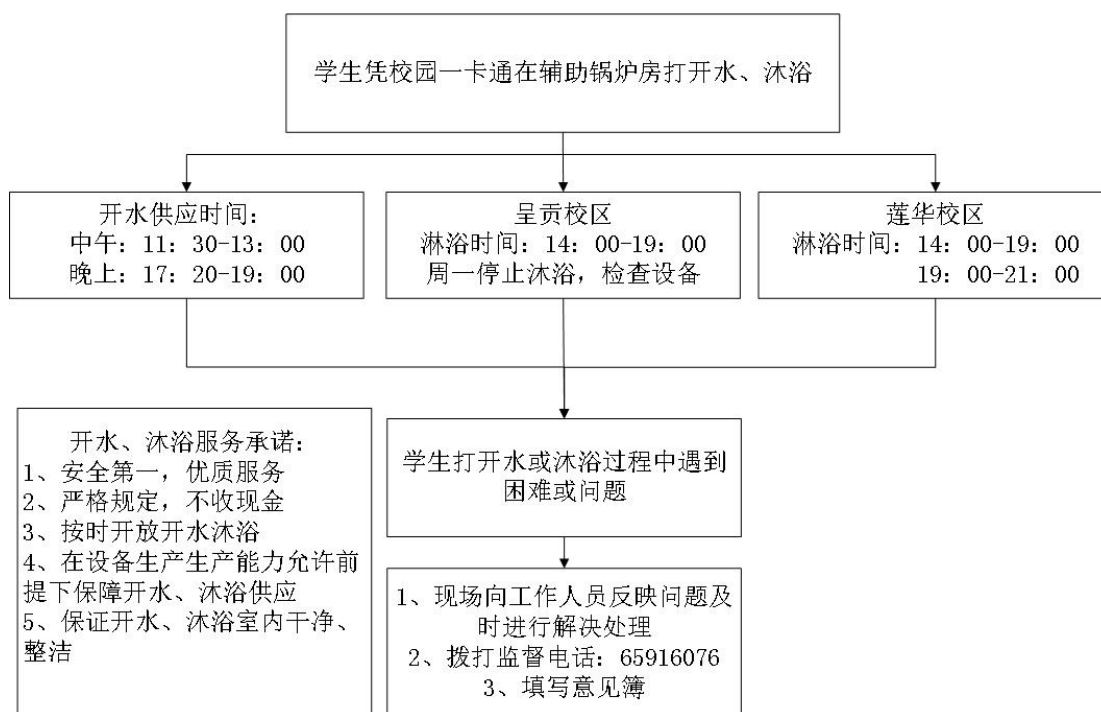 学生凭校园一卡通在辅助锅炉房打开水、沐浴
开水供应时间：
中午：11：30-13：00
晚上：17：20-19：00
呈贡校区
淋浴时间：14：00-19：00
周一停止沐浴，检查设备
莲华校区
淋浴时间：14：00-19：00
19：00-21：00
开水、沐浴服务承诺：
1、安全第一，优质服务
2、严格规定，不收现金
3、按时开放开水沐浴
4、在设备生产生产能力允许前
提下保障开水、沐浴供应
5、保证开水、沐浴室内干净、
整洁
学生打开水或沐浴过程中遇到
困难或问题
1、现场向工作人员反映问题及
时进行解决处理
2、拨打监督电话：65916076
3、填写意见簿